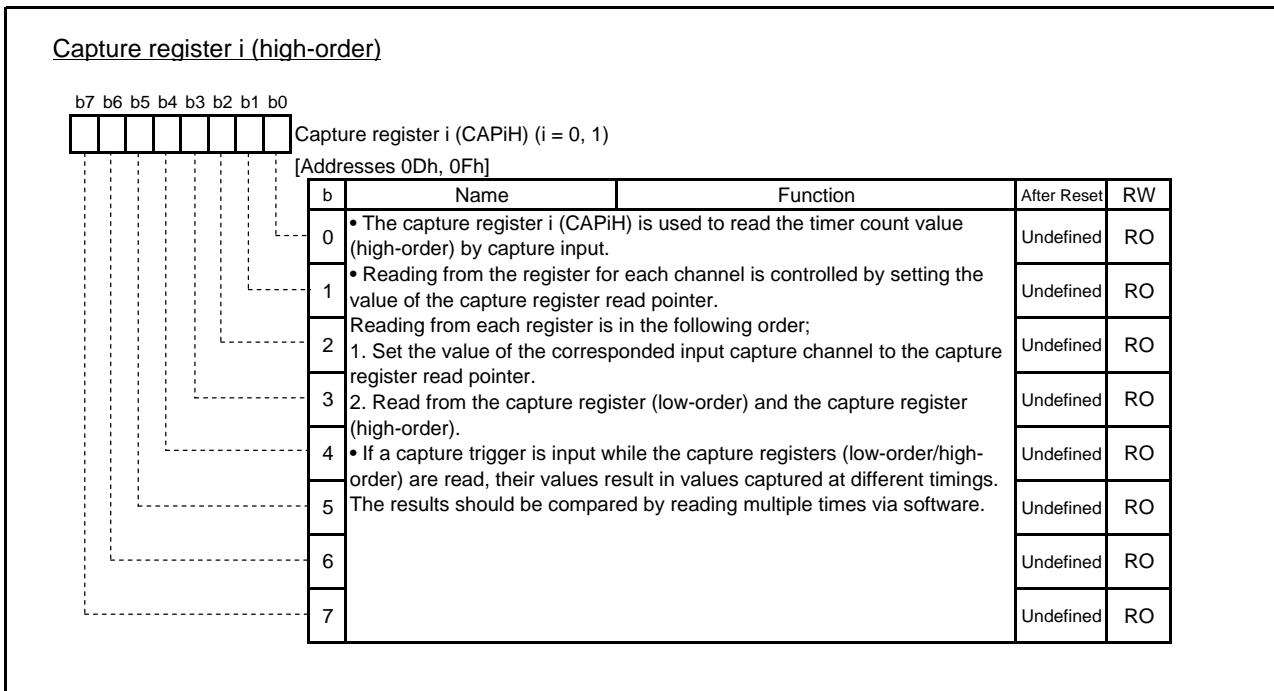 Capture register i (high-order)
b7 b6 b5 b4 b3 b2 b1 b0
Capture register i (CAPiH) (i = 0, 1)
[Addresses 0Dh, 0Fh]
b Name Function After Reset RW
0 Undefined RO
1 Undefined RO
2 Undefined RO
3 Undefined RO
4 Undefined RO
5 Undefined RO
6 Undefined RO
7 Undefined RO
• The capture register i (CAPiH) is used to read the timer count value
(high-order) by capture input.
• Reading from the register for each channel is controlled by setting the
value of the capture register read pointer.
Reading from each register is in the following order;
1. Set the value of the corresponded input capture channel to the capture
register read pointer.
2. Read from the capture register (low-order) and the capture register
(high-order).
• If a capture trigger is input while the capture registers (low-order/high-
order) are read, their values result in values captured at different timings.
The results should be compared by reading multiple times via software.